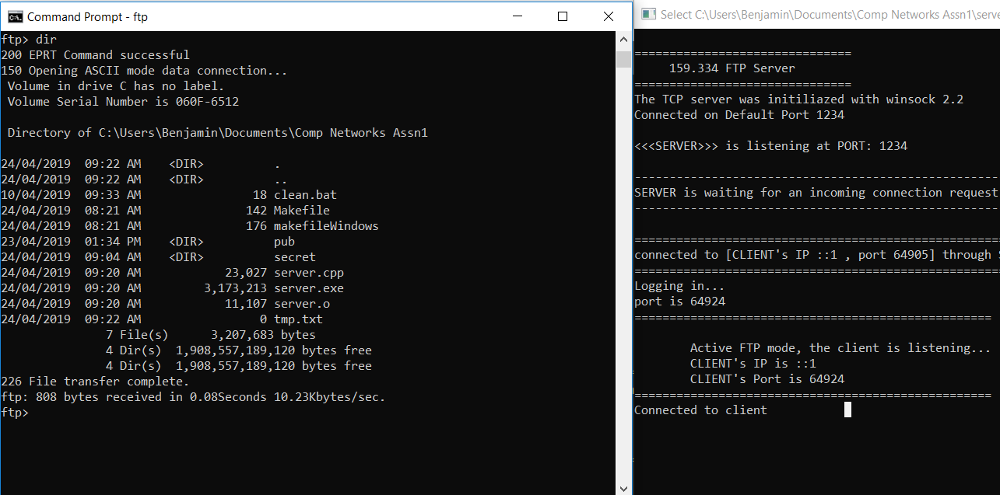 Command Prompt - ftp
ftp> dir
200 EPRT Command successful
150 Opening ASCII mode data connection...
Volume in drive C has no label.
Volume Serial Number is 060F-6512
Directory of C:\Users\Benjamin\Documents\Comp Networks Assn1
24/04/2019  09:22 AM    <DIR>          .
24/04/2019  09:22 AM    <DIR>          ..
10/04/2019  09:33 AM                18 clean.bat
24/04/2019  08:21 AM               142 Makefile
24/04/2019  08:21 AM               176 makefileWindows
23/04/2019  01:34 PM    <DIR>          pub
24/04/2019  09:04 AM    <DIR>          secret
24/04/2019  09:20 AM            23,027 server.cpp
24/04/2019  09:20 AM         3,173,213 server.exe
24/04/2019  09:20 AM            11,107 server.o
24/04/2019  09:22 AM                 0 tmp.txt
7 File(s)      3,207,683 bytes
4 Dir(s)  1,908,557,189,120 bytes free
4 Dir(s)  1,908,557,189,120 bytes free
226 File transfer complete.
ftp: 808 bytes received in 0.08Seconds 10.23Kbytes/sec.
ftp>
Select C:\Users\Benjamin\Documents\Comp Networks Assn1\serve
===============================
159.334 FTP Server
===============================
The TCP server was initiliazed with winsock 2.2
Connected on Default Port 1234
<<<SERVER>>> is listening at PORT: 1234
----------------------------------------------------
SERVER is waiting for an incoming connection request
----------------------------------------------------
====================================================
connected to [CLIENT's IP ::1 , port 64905] through
====================================================
Logging in...
port is 64924
===================================================
Active FTP mode, the client is listening...
CLIENT's IP is ::1
CLIENT's Port is 64924
===================================================
Connected to client